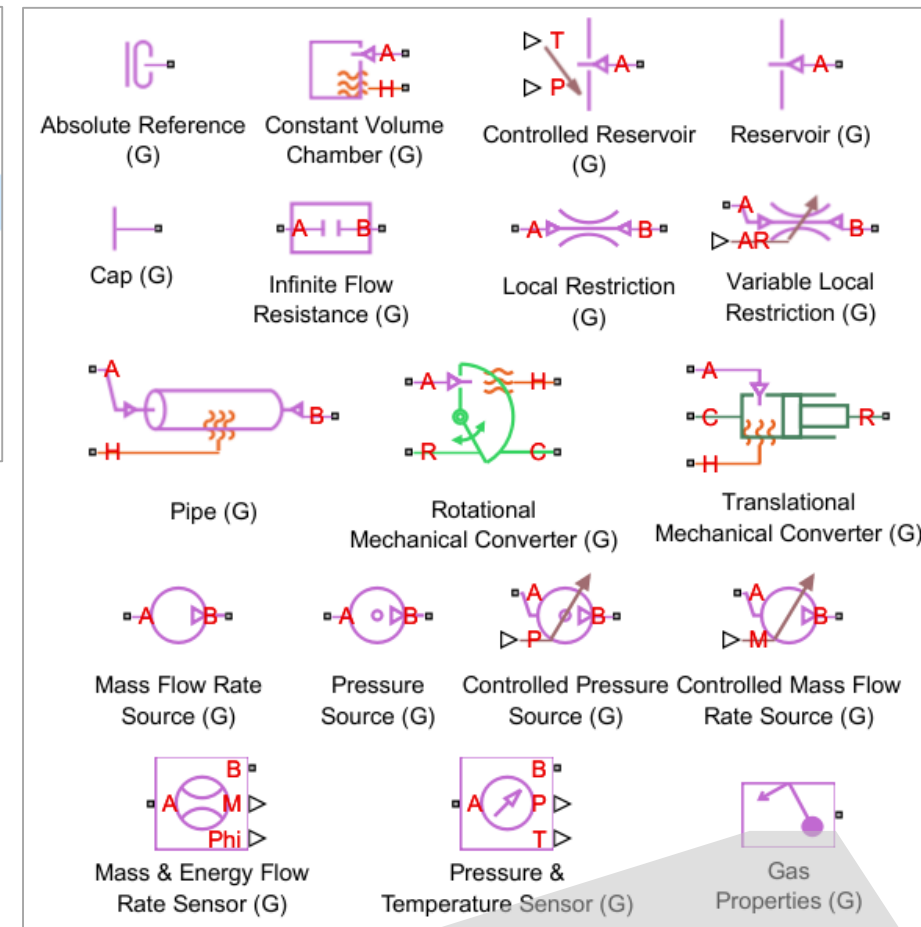 A
H
Absolute Reference
(G)
Constant Volume
Chamber (G)
T
P
A
Controlled Reservoir
(G)
A
Reservoir (G)
Cap (G)
A B
Infinite Flow
Resistance (G)
A B
Local Restriction
(G)
A
AR B
Variable Local
Restriction (G)
A
B
H
Pipe (G)
A H
R C
Rotational
Mechanical Converter (G)
A
C R
H
Translational
Mechanical Converter (G)
A B
Mass Flow Rate
Source (G)
A B
Pressure
Source (G)
A
B
P
Controlled Pressure
Source (G)
A
B
M
Controlled Mass Flow
Rate Source (G)
B
A M
Phi
Mass & Energy Flow
Rate Sensor (G)
B
A P
T
Pressure &
Temperature Sensor (G)
Gas
Properties (G)